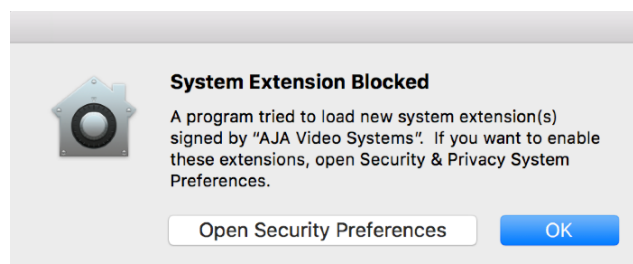 System Extension Blocked
A program tried to load new system extension(s)
signed by “AJA Video Systems”.  If you want to enable
these extensions, open Security & Privacy System
Preferences.
Open Security Preferences
OK